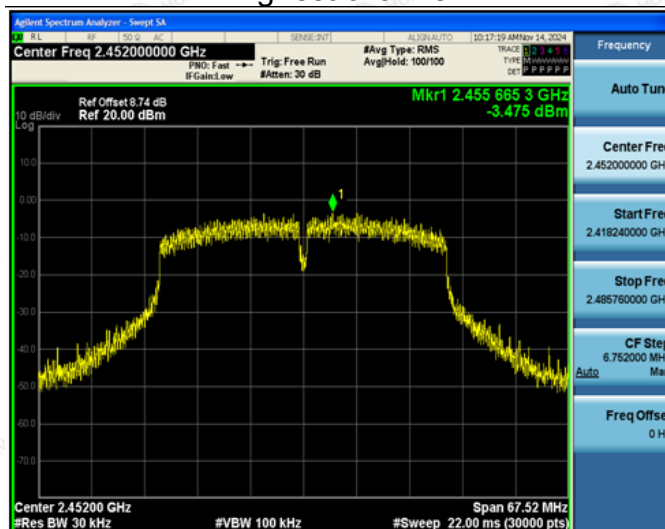 Agilent Spectrum Analyzer - Swept SA
RL RF 50 Ω AC SENSE:INT ALIGN AUTO 10:17:19 AM Nov 14, 2024
Center Freq 2.452000000 GHz
PNO: Fast
IFGain:Low
Trig: Free Run
#Atten: 30 dB
#Avg Type: RMS
Avg|Hold: 100/100
TRACE 1 2 3 4 5 6
TYPE M
DET P P P P P P
Ref Offset 8.74 dB
10 dB/div Ref 20.00 dBm
Log
Mkr1 2.455 665 3 GHz
-3.475 dBm
1
10.0
0.00
-10.0
-20.0
-30.0
-40.0
-50.0
-60.0
-70.0
Center 2.45200 GHz Span 67.52 MHz
#Res BW 30 kHz #VBW 100 kHz #Sweep 22.00 ms (30000 pts)
Frequency
Auto Tun
Center Fre
2.452000000 GH
Start Fre
2.418240000 GH
Stop Fre
2.485760000 GH
CF Step
6.752000 MH
Auto Ma
Freq Offse
0 H